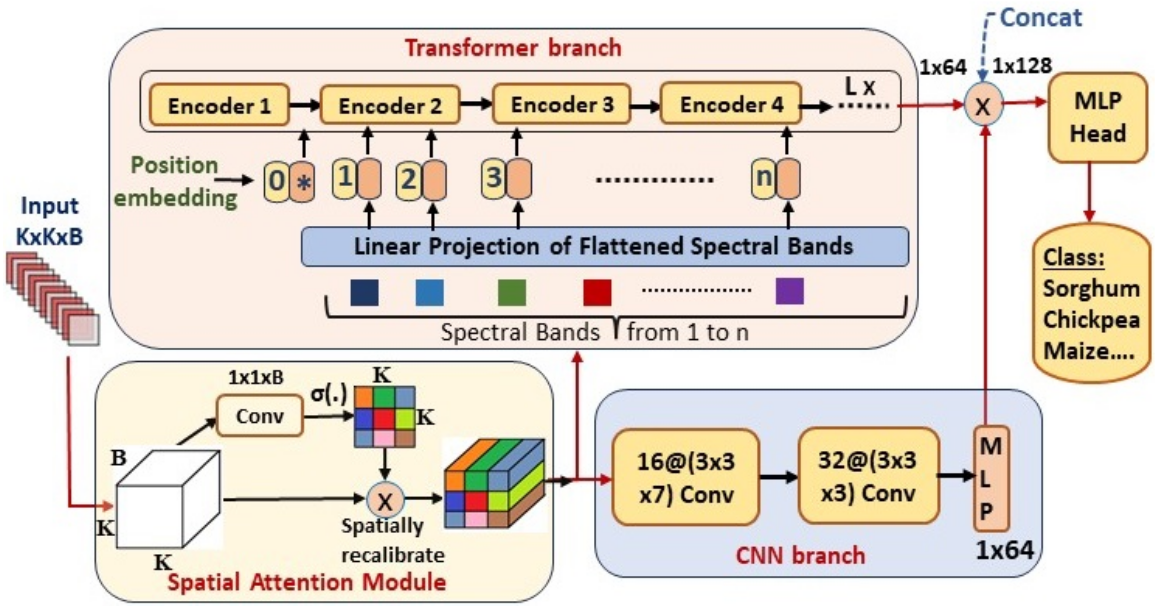 Concat
Transformer branch
1x64
1x128
Encoder 1
Encoder 2
Encoder 3
Encoder 4
L x
......
X
MLP
Head
Position
embedding
0 *
1
2
3
................
n
Linear Projection of Flattened Spectral Bands
Input
KxKxB
................
Spectral Bands from 1 to n
Class:
Sorghum
Chickpea
Maize....
1x1xB
σ(.)
K
Conv
K
B
K
K
X
Spatially
recalibrate
Spatial Attention Module
16@(3x3
x7) Conv
32@(3x3
x3) Conv
M
L
P
1x64
CNN branch